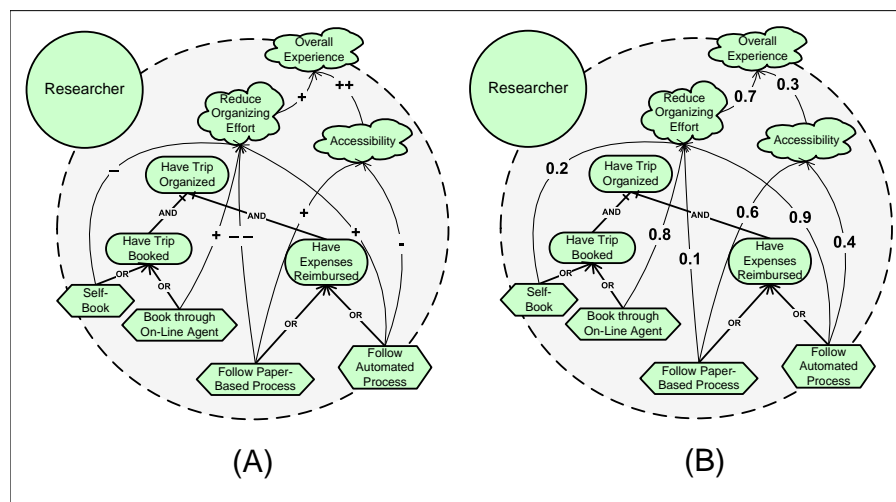 Researcher
Overall
Experience
+
++
Reduce
Organizing
Effort
Accessibility
–
Have Trip
Organized
AND
AND
+
+
– –
+
-
Have Trip
Booked
Have
Expenses
Reimbursed
OR
OR
Self-
Book
Book through
On-Line Agent
OR
OR
Follow Paper-
Based Process
Follow
Automated
Process
(A)
Researcher
Overall
Experience
0.7
0.3
Reduce
Organizing
Effort
Accessibility
0.2
Have Trip
Organized
AND
AND
0.6
0.9
0.8
0.1
0.4
Have Trip
Booked
Have
Expenses
Reimbursed
OR
OR
Self-
Book
Book through
On-Line Agent
OR
OR
Follow Paper-
Based Process
Follow
Automated
Process
(B)